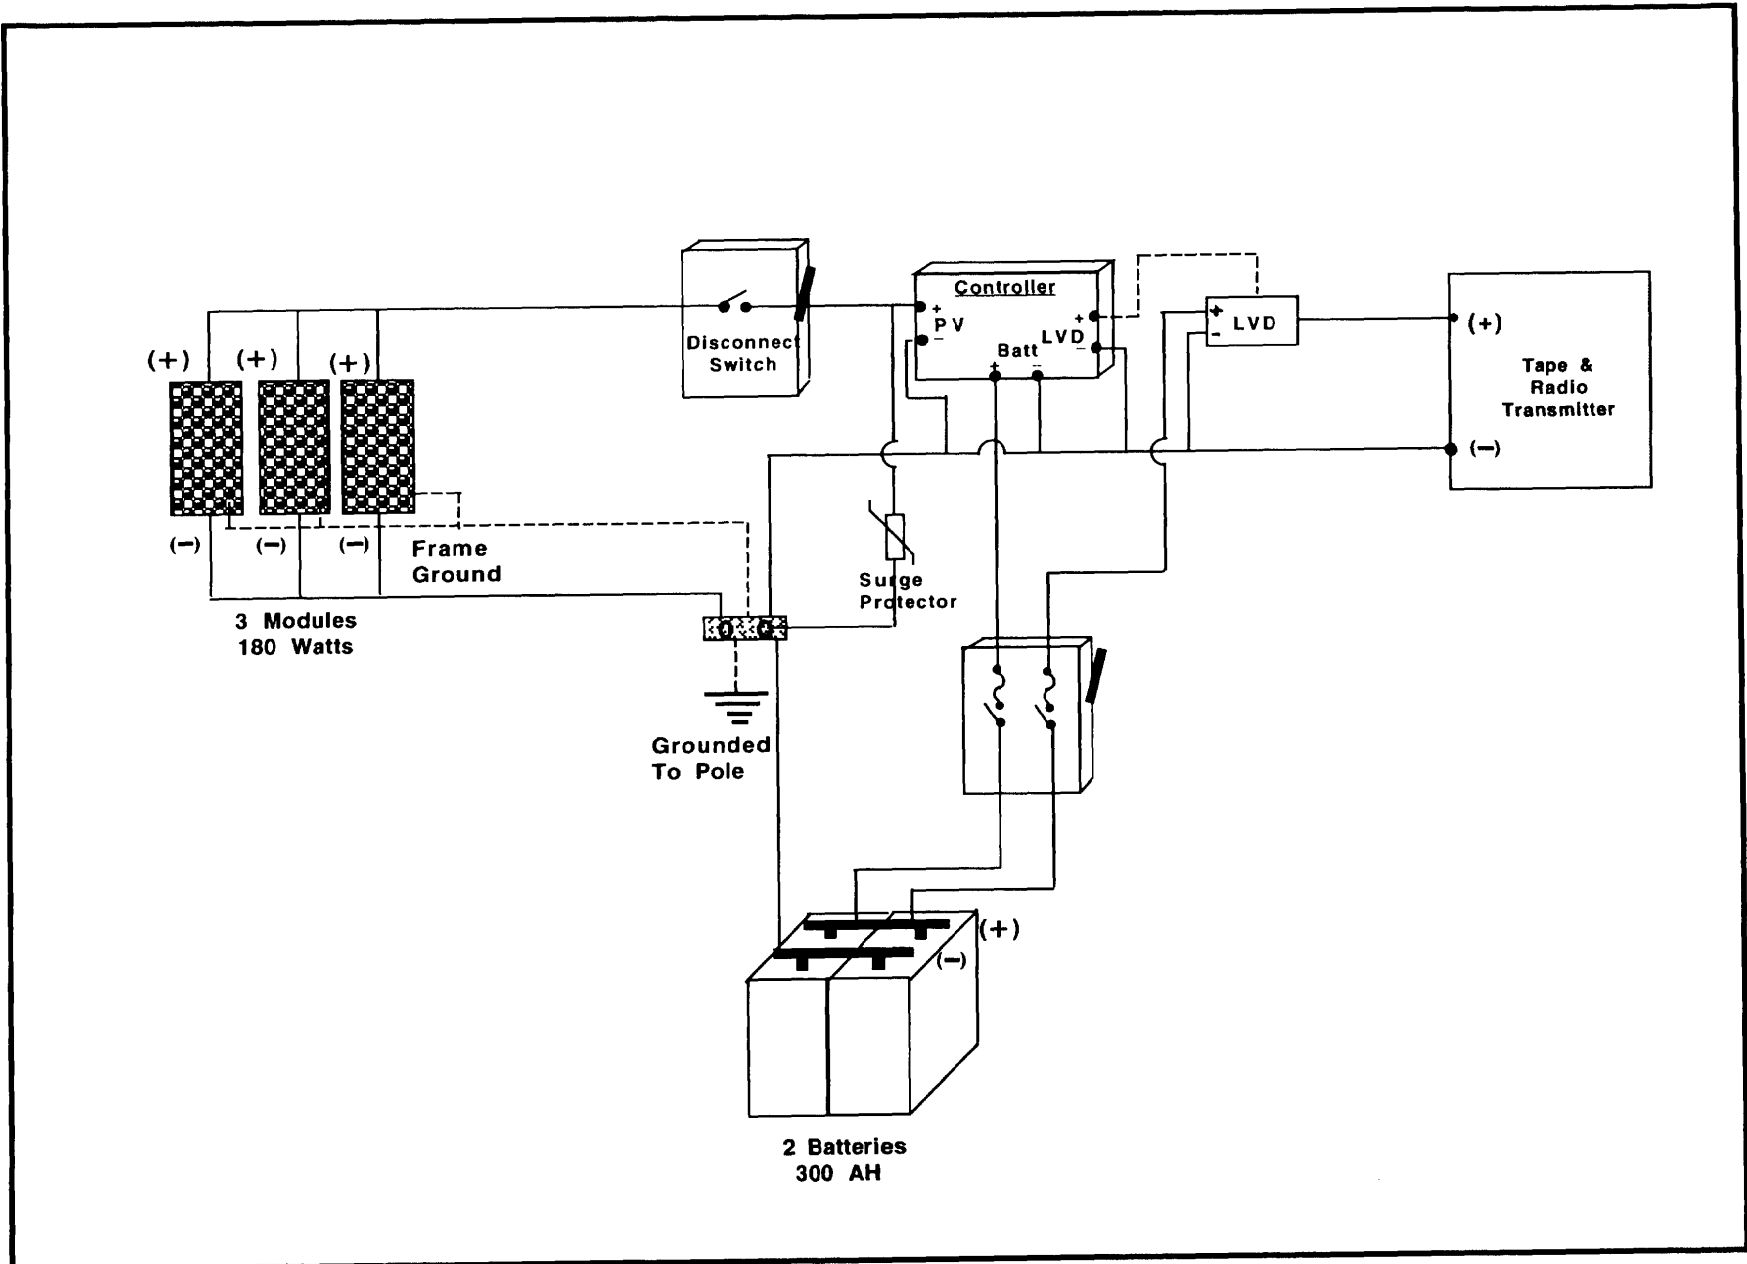 Controller
+
PV
−
+
LVD
−
Batt
+ −
+
−
LVD
(+)
Tape &
Radio
Transmitter
(−)
Disconnect
Switch
(+) (+) (+)
(−) (−) (−)
Frame
Ground
3 Modules
180 Watts
Surge
Protector
Grounded
To Pole
(+)
(−)
2 Batteries
300 AH